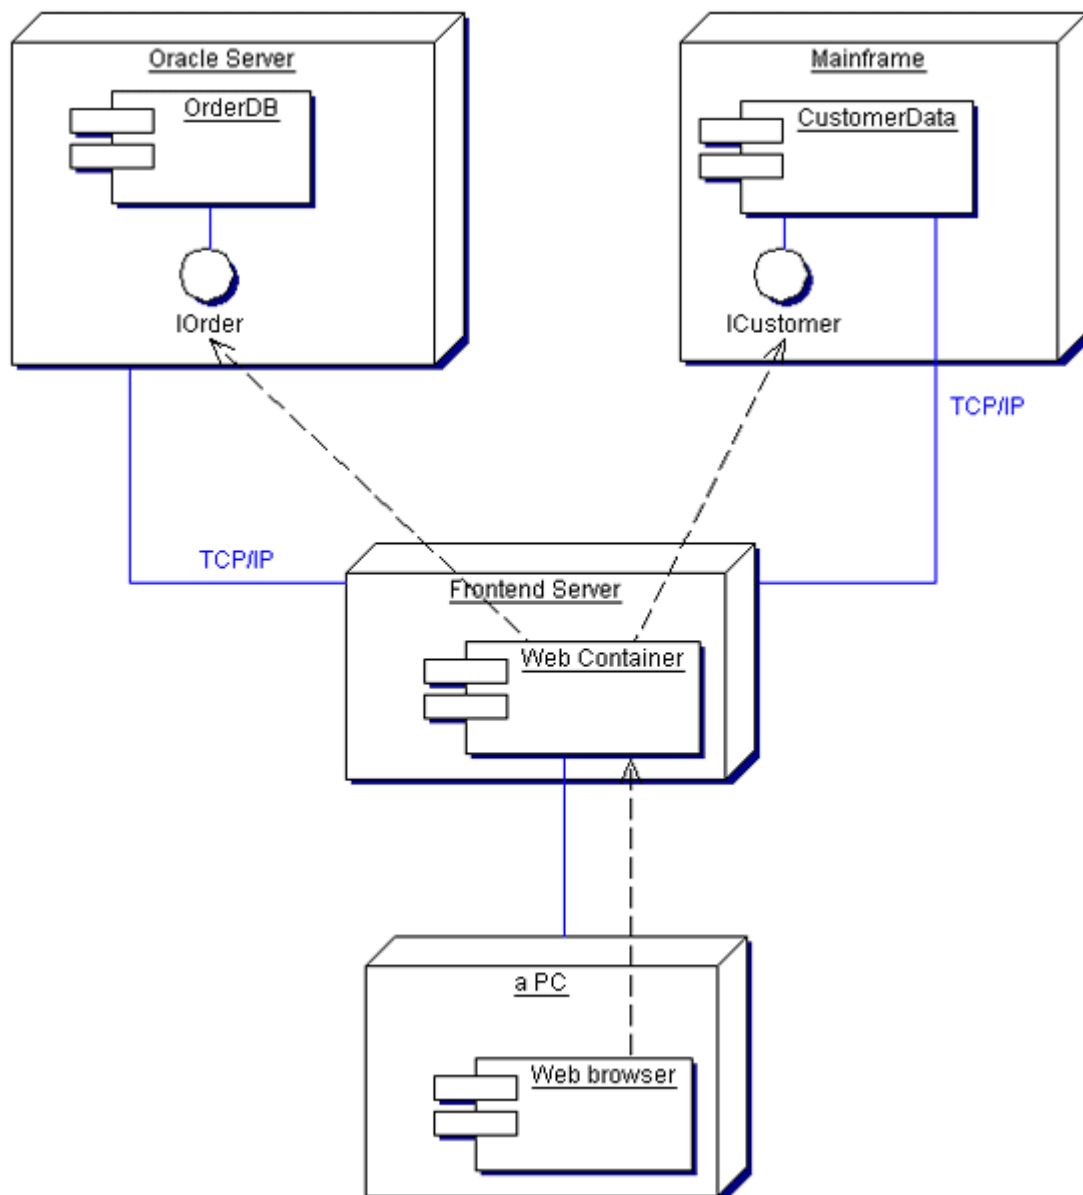 Oracle Server
OrderDB
IOrder
Mainframe
CustomerData
ICustomer
TCP/IP
TCP/IP
Frontend Server
Web Container
a PC
Web browser